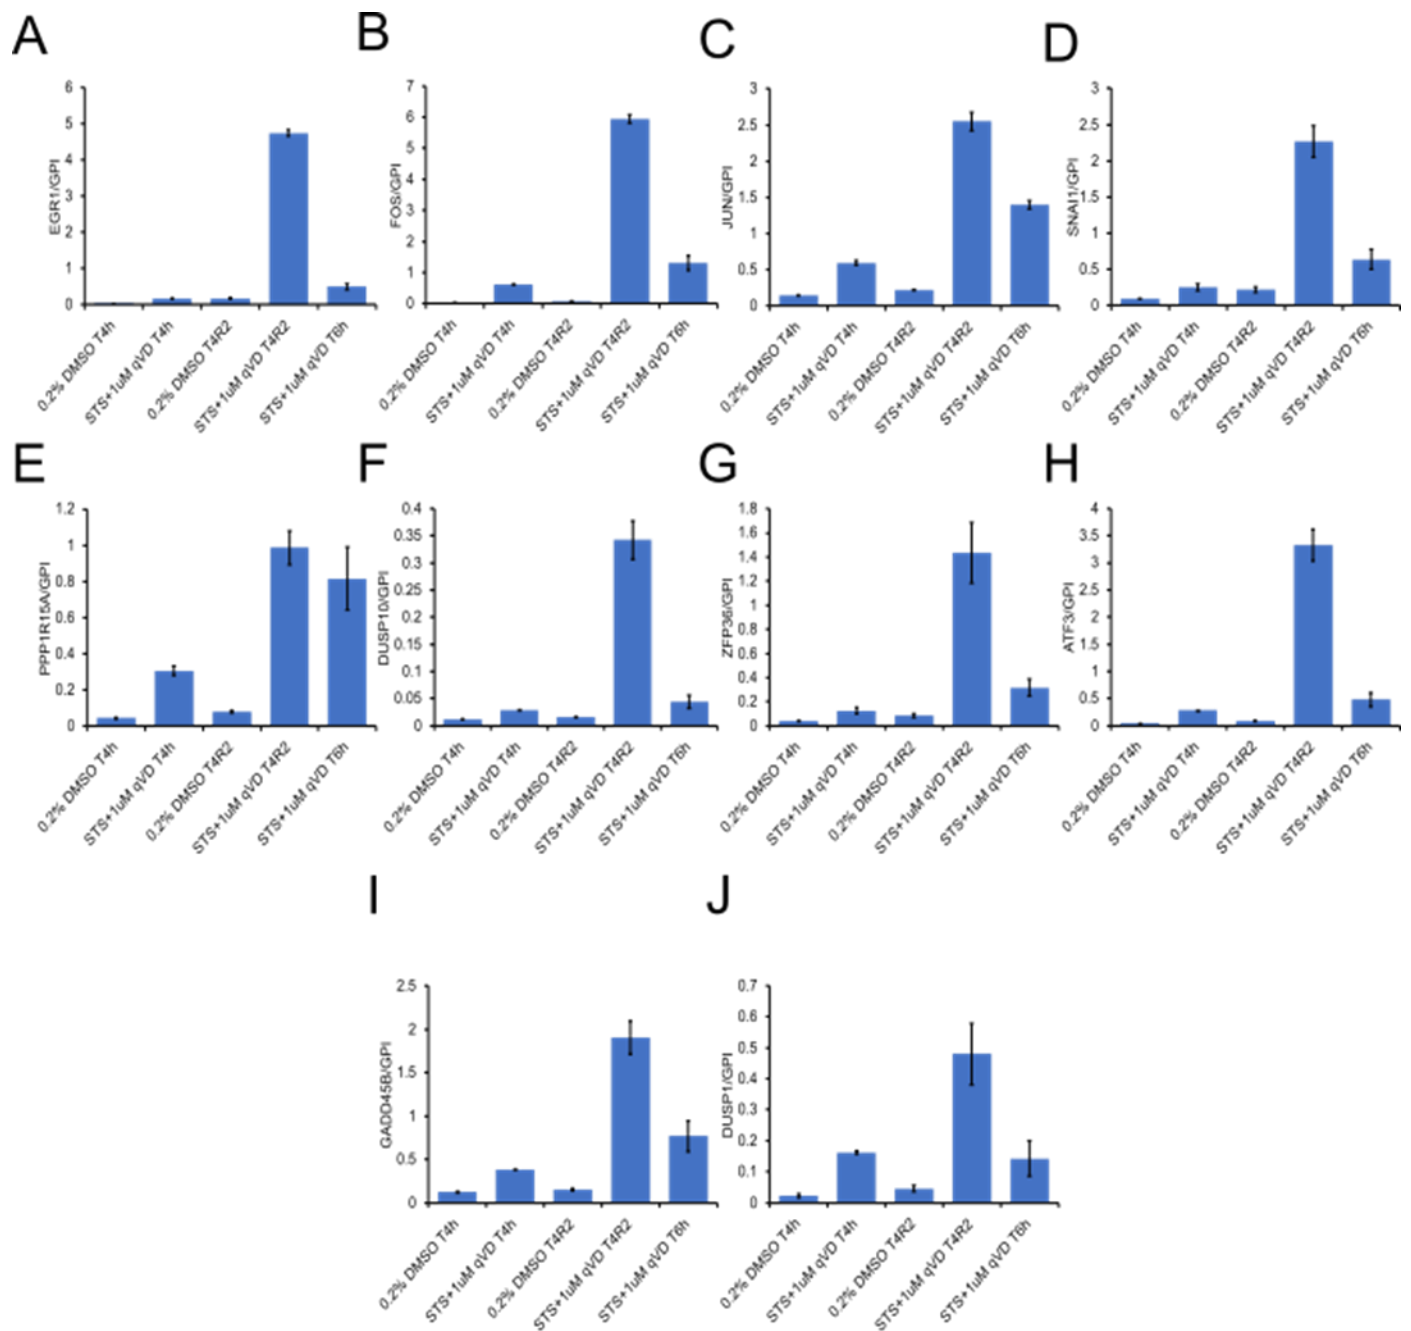 A
B
C
D
6
5
4
3
2
1
0
EGR1/GPI
0.2% DMSO T4h
STS+1uM qVD T4h
0.2% DMSO T4R2
STS+1uM qVD T4R2
STS+1uM qVD T6h
7
6
5
4
3
2
1
0
FOS/GPI
0.2% DMSO T4h
STS+1uM qVD T4h
0.2% DMSO T4R2
STS+1uM qVD T4R2
STS+1uM qVD T6h
3
2.5
2
1.5
1
0.5
0
JUN/GPI
0.2% DMSO T4h
STS+1uM qVD T4h
0.2% DMSO T4R2
STS+1uM qVD T4R2
STS+1uM qVD T6h
3
2.5
2
1.5
1
0.5
0
SNAI1/GPI
0.2% DMSO T4h
STS+1uM qVD T4h
0.2% DMSO T4R2
STS+1uM qVD T4R2
STS+1uM qVD T6h
E
F
G
H
1.2
1
0.8
0.6
0.4
0.2
0
PPP1R15A/GPI
0.2% DMSO T4h
STS+1uM qVD T4h
0.2% DMSO T4R2
STS+1uM qVD T4R2
STS+1uM qVD T6h
0.4
0.35
0.3
0.25
0.2
0.15
0.1
0.05
0
DUSP10/GPI
0.2% DMSO T4h
STS+1uM qVD T4h
0.2% DMSO T4R2
STS+1uM qVD T4R2
STS+1uM qVD T6h
1.8
1.6
1.4
1.2
1
0.8
0.6
0.4
0.2
0
ZFP36/GPI
0.2% DMSO T4h
STS+1uM qVD T4h
0.2% DMSO T4R2
STS+1uM qVD T4R2
STS+1uM qVD T6h
4
3.5
3
2.5
2
1.5
1
0.5
0
ATF3/GPI
0.2% DMSO T4h
STS+1uM qVD T4h
0.2% DMSO T4R2
STS+1uM qVD T4R2
STS+1uM qVD T6h
I
J
2.5
2
1.5
1
0.5
0
GADD45B/GPI
0.2% DMSO T4h
STS+1uM qVD T4h
0.2% DMSO T4R2
STS+1uM qVD T4R2
STS+1uM qVD T6h
0.7
0.6
0.5
0.4
0.3
0.2
0.1
0
DUSP1/GPI
0.2% DMSO T4h
STS+1uM qVD T4h
0.2% DMSO T4R2
STS+1uM qVD T4R2
STS+1uM qVD T6h